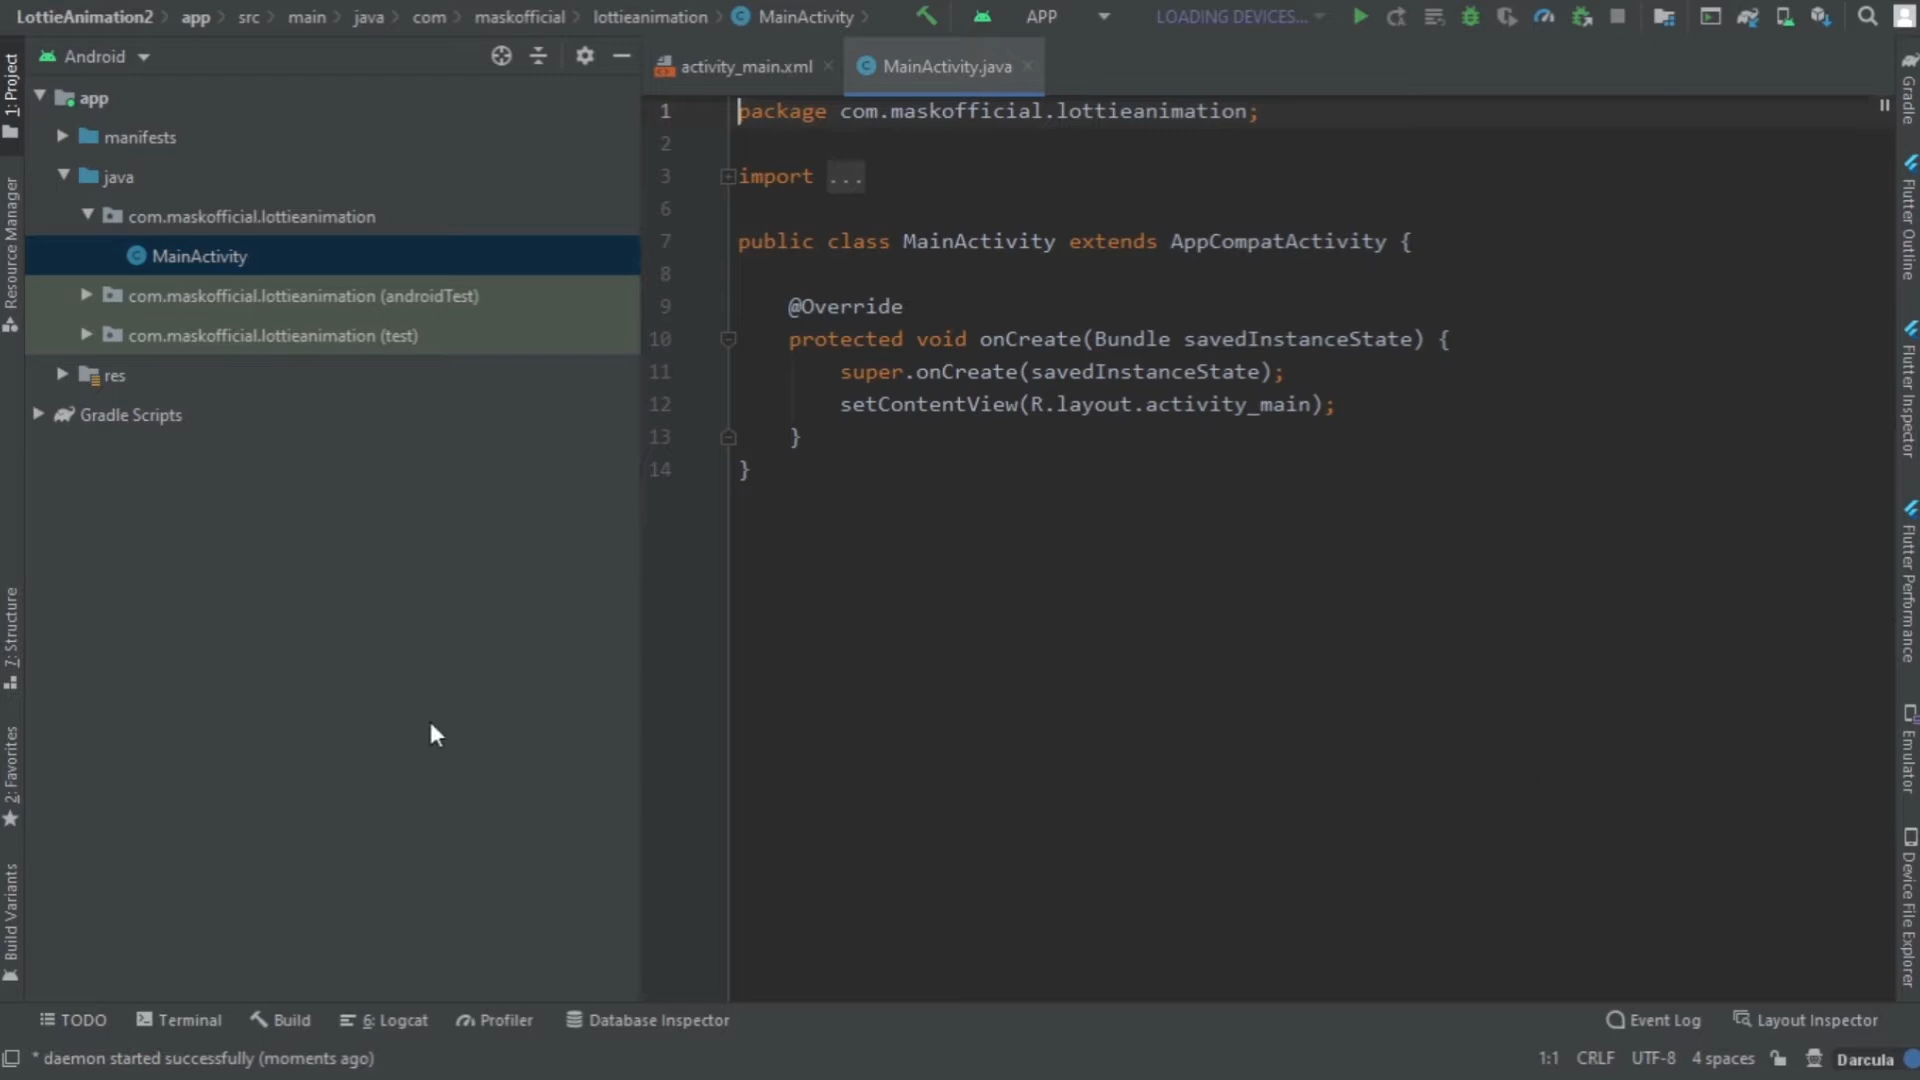 LottieAnimation2 app src main java com maskofficial lottieanimation MainActivity APP LOADING DEVICES...
Android
activity_main.xml
MainActivity.java
app
manifests
java
com.maskofficial.lottieanimation
MainActivity
com.maskofficial.lottieanimation (androidTest)
com.maskofficial.lottieanimation (test)
res
Gradle Scripts
1 package com.maskofficial.lottieanimation;
2
3 import ...
6
7 public class MainActivity extends AppCompatActivity {
8
9 @Override
10 protected void onCreate(Bundle savedInstanceState) {
11 super.onCreate(savedInstanceState);
12 setContentView(R.layout.activity_main);
13 }
14 }
1: Project
Resource Manager
7: Structure
2: Favorites
Build Variants
Gradle
Flutter Outline
Flutter Inspector
Flutter Performance
Emulator
Device File Explorer
TODO Terminal Build 6: Logcat Profiler Database Inspector Event Log Layout Inspector
* daemon started successfully (moments ago) 1:1 CRLF UTF-8 4 spaces Darcula